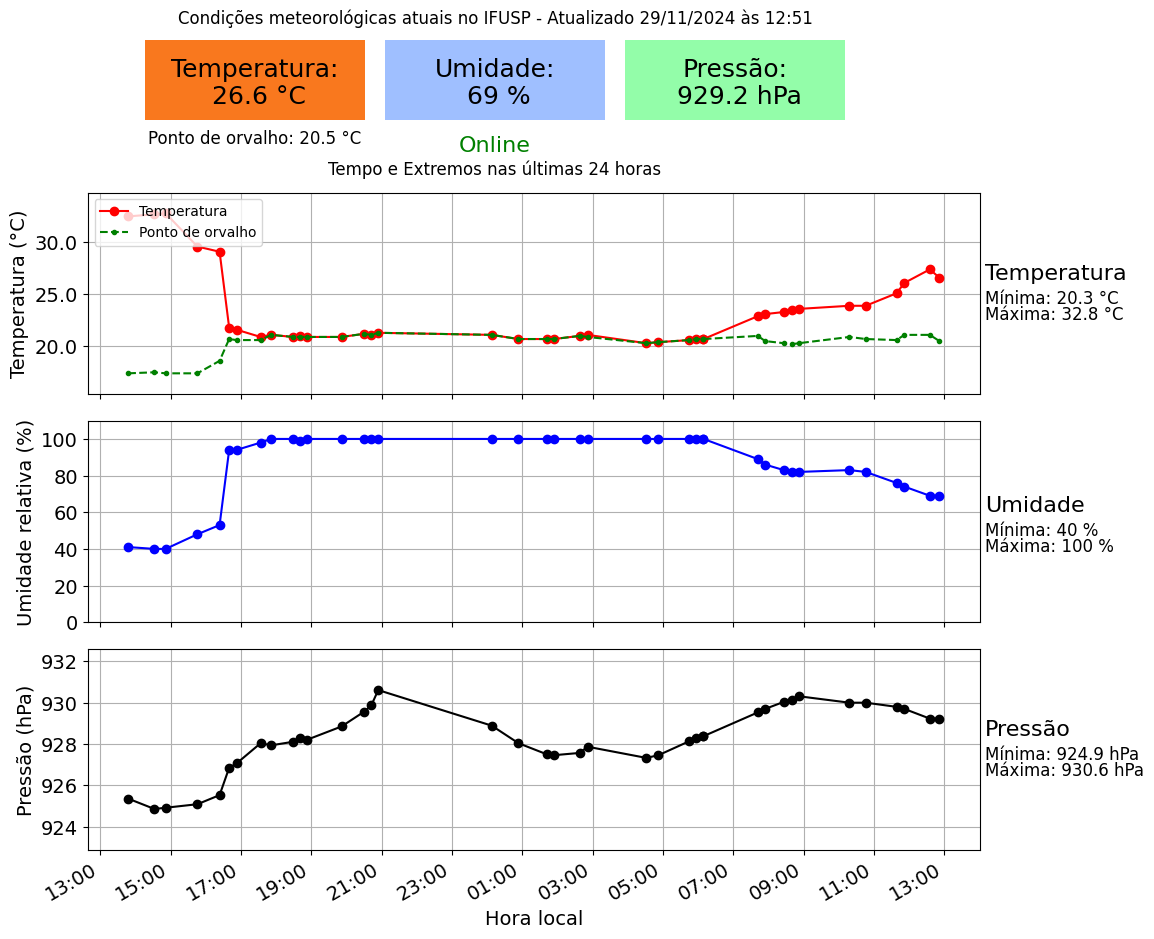 Condições meteorológicas atuais no IFUSP - Atualizado 29/11/2024 às 12:51
Temperatura:
26.6 °C
Umidade:
69 %
Pressão:
929.2 hPa
Ponto de orvalho: 20.5 °C
Online
Tempo e Extremos nas últimas 24 horas
Temperatura (°C)
30.0
25.0
20.0
Temperatura
Ponto de orvalho
Temperatura
Mínima: 20.3 °C
Máxima: 32.8 °C
Umidade relativa (%)
100
80
60
40
20
0
Umidade
Mínima: 40 %
Máxima: 100 %
Pressão (hPa)
932
930
928
926
924
Pressão
Mínima: 924.9 hPa
Máxima: 930.6 hPa
13:00 15:00 17:00 19:00 21:00 23:00 01:00 03:00 05:00 07:00 09:00 11:00 13:00
Hora local